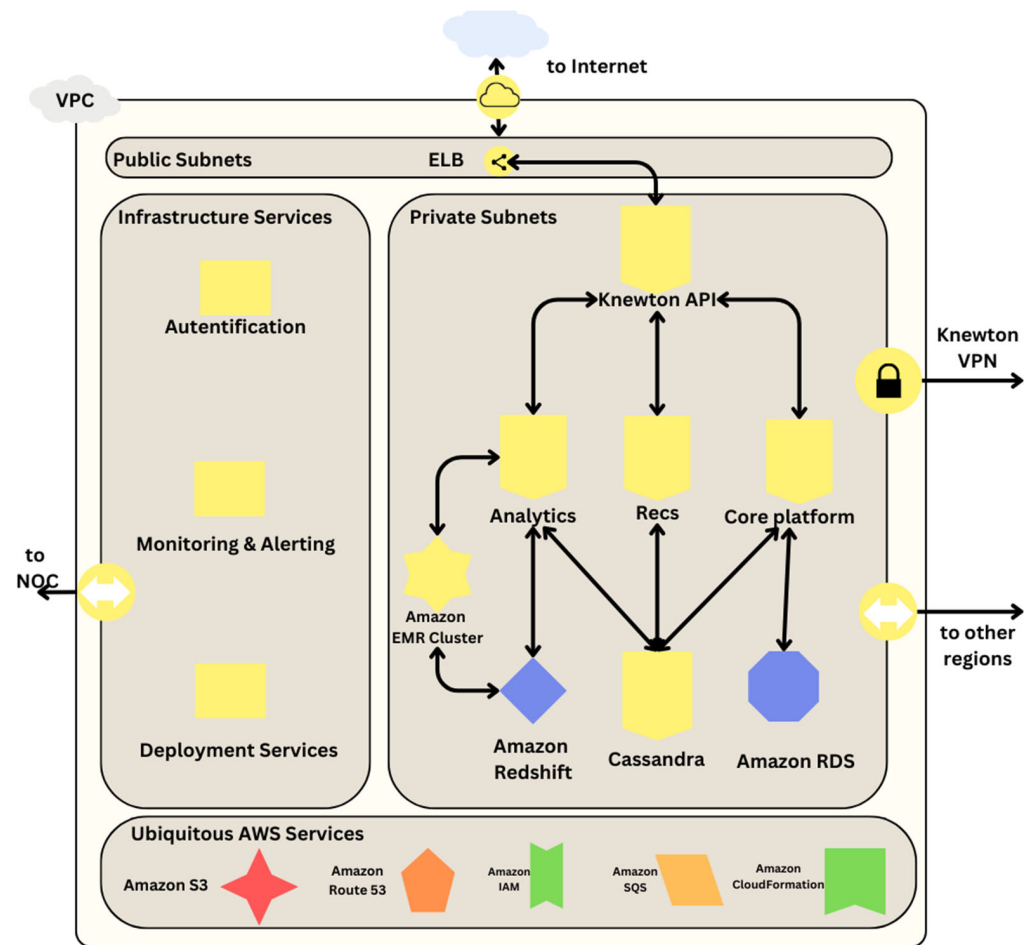 to Internet
VPC
Public Subnets
ELB
Infrastructure Services
Private Subnets
Autentification
Knewton API
Knewton
VPN
Monitoring & Alerting
Analytics
Recs
Core platform
to
NOC
Amazon
EMR Cluster
to other
regions
Deployment Services
Amazon
Redshift
Cassandra
Amazon RDS
Ubiquitous AWS Services
Amazon S3
Amazon
Route 53
Amazon
IAM
Amazon
SQS
Amazon
CloudFormation